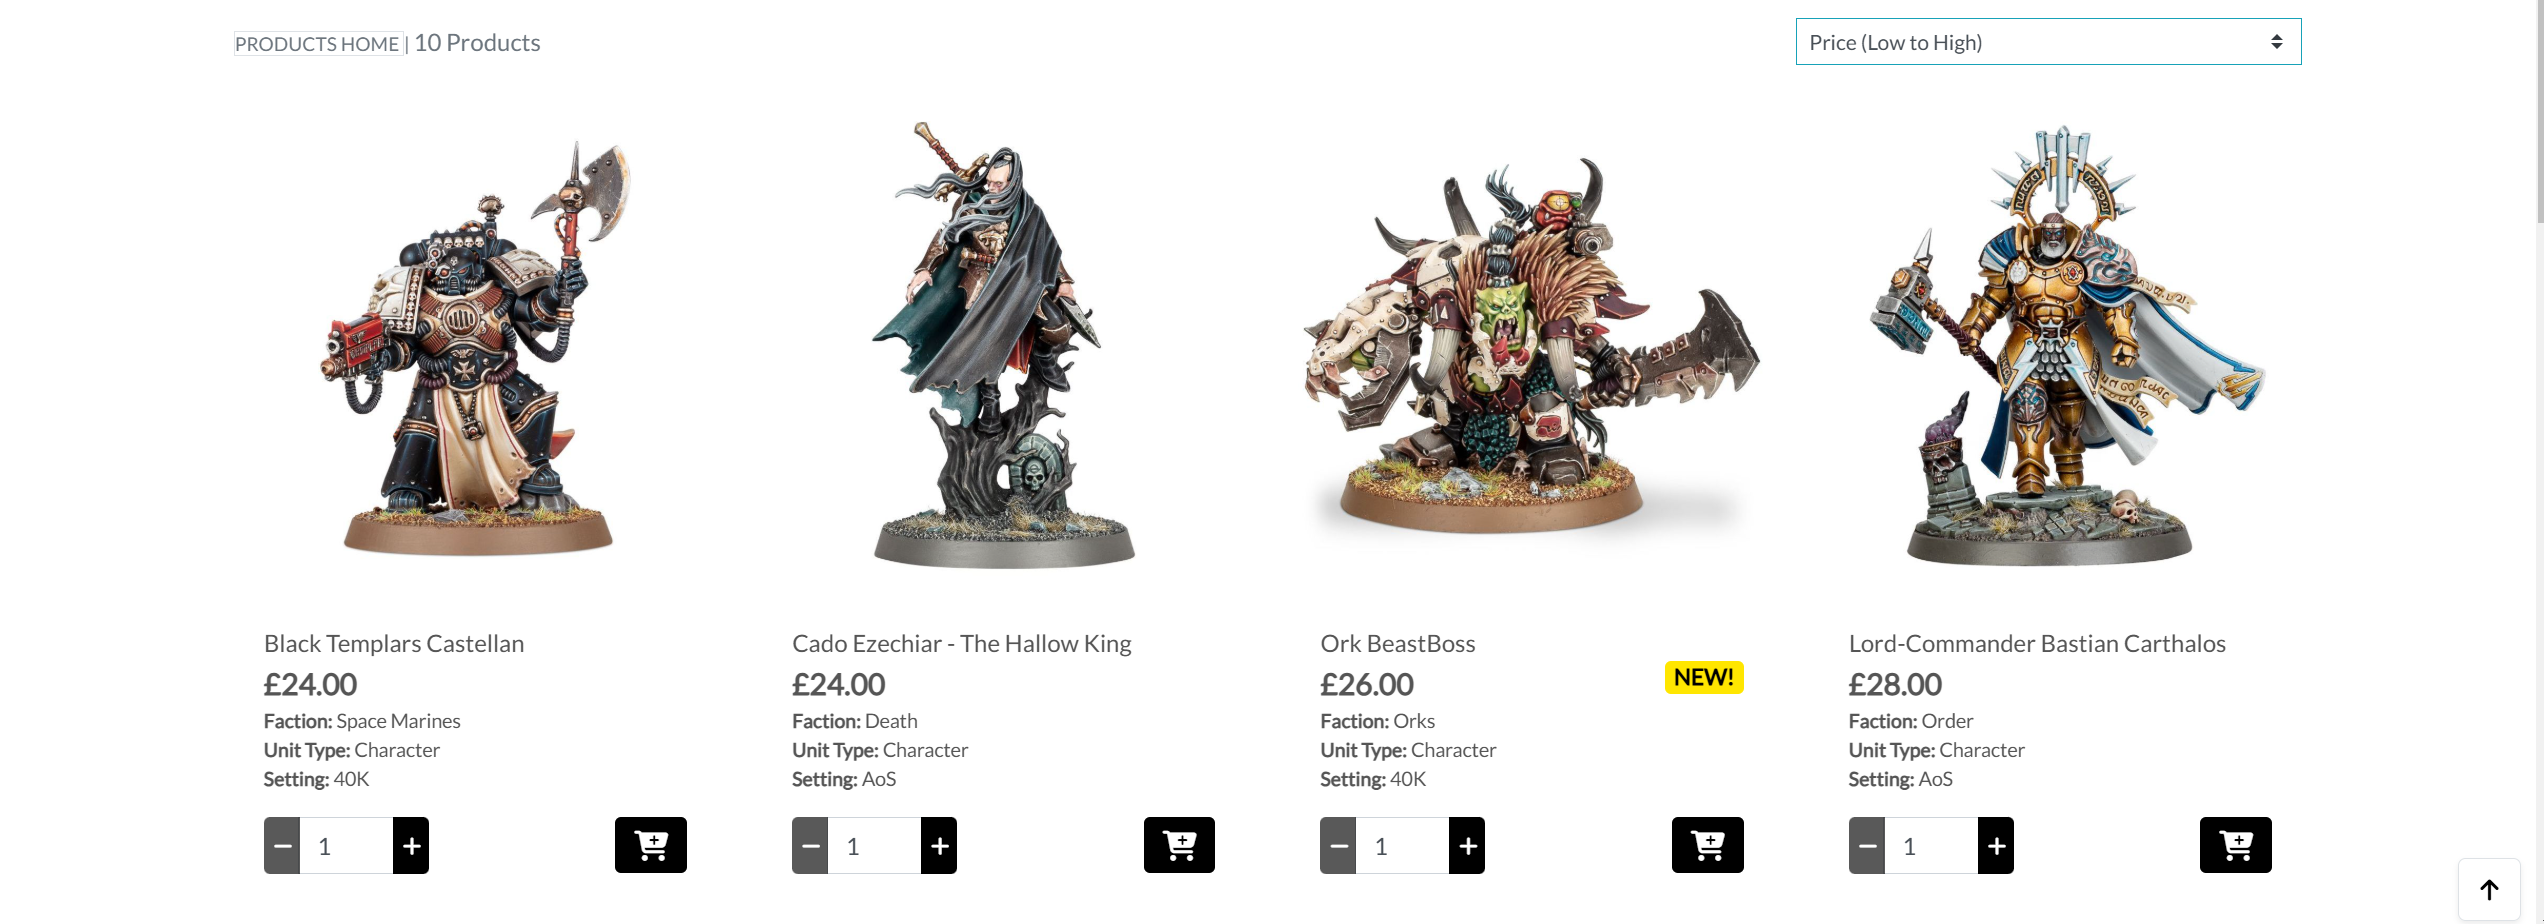 PRODUCTS HOME | 10 Products
Price (Low to High)
Black Templars Castellan
£24.00
Faction: Space Marines
Unit Type: Character
Setting: 40K
1
Cado Ezechiar - The Hallow King
£24.00
Faction: Death
Unit Type: Character
Setting: AoS
1
Ork BeastBoss
£26.00
NEW!
Faction: Orks
Unit Type: Character
Setting: 40K
1
Lord-Commander Bastian Carthalos
£28.00
Faction: Order
Unit Type: Character
Setting: AoS
1